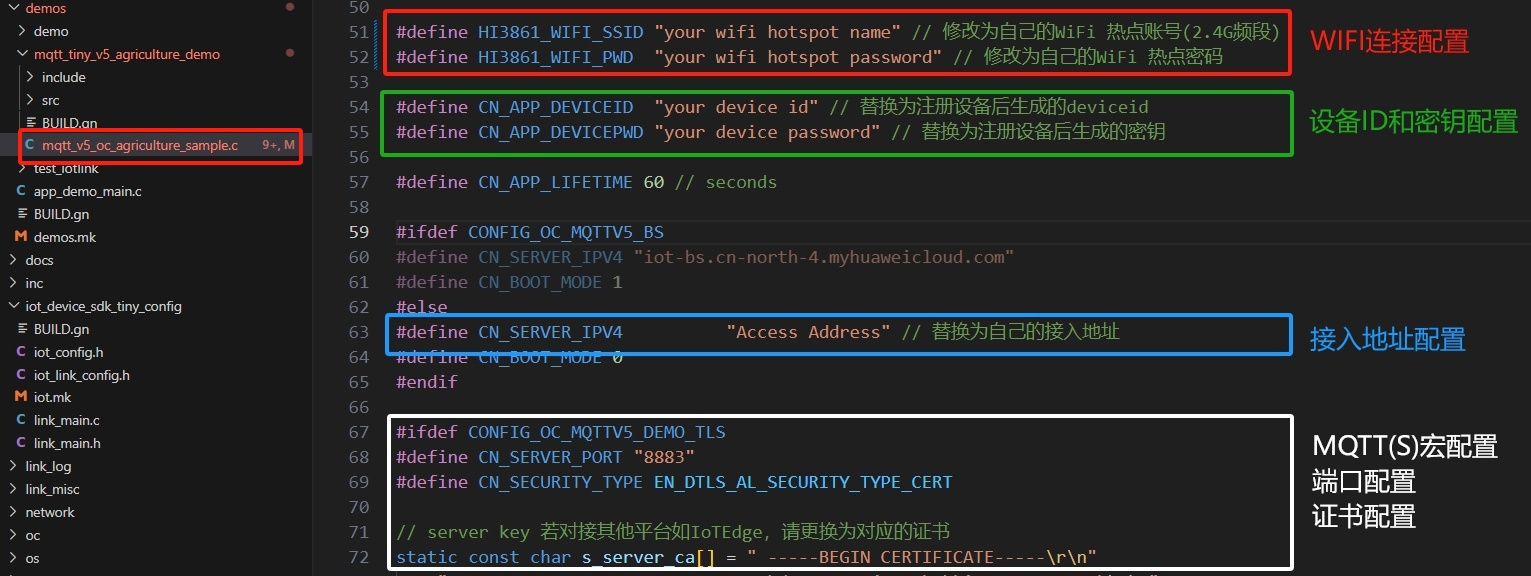 demos
demo
mqtt_tiny_v5_agriculture_demo
include
src
BUILD.gn
mqtt_v5_oc_agriculture_sample.c 9+, M
test_iotlink
app_demo_main.c
BUILD.gn
demos.mk
docs
inc
iot_device_sdk_tiny_config
BUILD.gn
iot_config.h
iot_link_config.h
iot.mk
link_main.c
link_main.h
link_log
link_misc
network
oc
os
50
51 #define HI3861_WIFI_SSID "your wifi hotspot name" // 修改为自己的WiFi 热点账号(2.4G频段)
52 #define HI3861_WIFI_PWD "your wifi hotspot password" // 修改为自己的WiFi 热点密码
WIFI连接配置
53
54 #define CN_APP_DEVICEID "your device id" // 替换为注册设备后生成的deviceid
55 #define CN_APP_DEVICEPWD "your device password" // 替换为注册设备后生成的密钥
设备ID和密钥配置
56
57 #define CN_APP_LIFETIME 60 // seconds
58
59 #ifdef CONFIG_OC_MQTTV5_BS
60 #define CN_SERVER_IPV4 "iot-bs.cn-north-4.myhuaweicloud.com"
61 #define CN_BOOT_MODE 1
62 #else
63 #define CN_SERVER_IPV4 "Access Address" // 替换为自己的接入地址
接入地址配置
64 #define CN_BOOT_MODE 0
65 #endif
66
67 #ifdef CONFIG_OC_MQTTV5_DEMO_TLS
68 #define CN_SERVER_PORT "8883"
69 #define CN_SECURITY_TYPE EN_DTLS_AL_SECURITY_TYPE_CERT
70
71 // server key 若对接其他平台如IoTEdge, 请更换为对应的证书
72 static const char s_server_ca[] = " -----BEGIN CERTIFICATE-----\r\n"
MQTT(S)宏配置
端口配置
证书配置